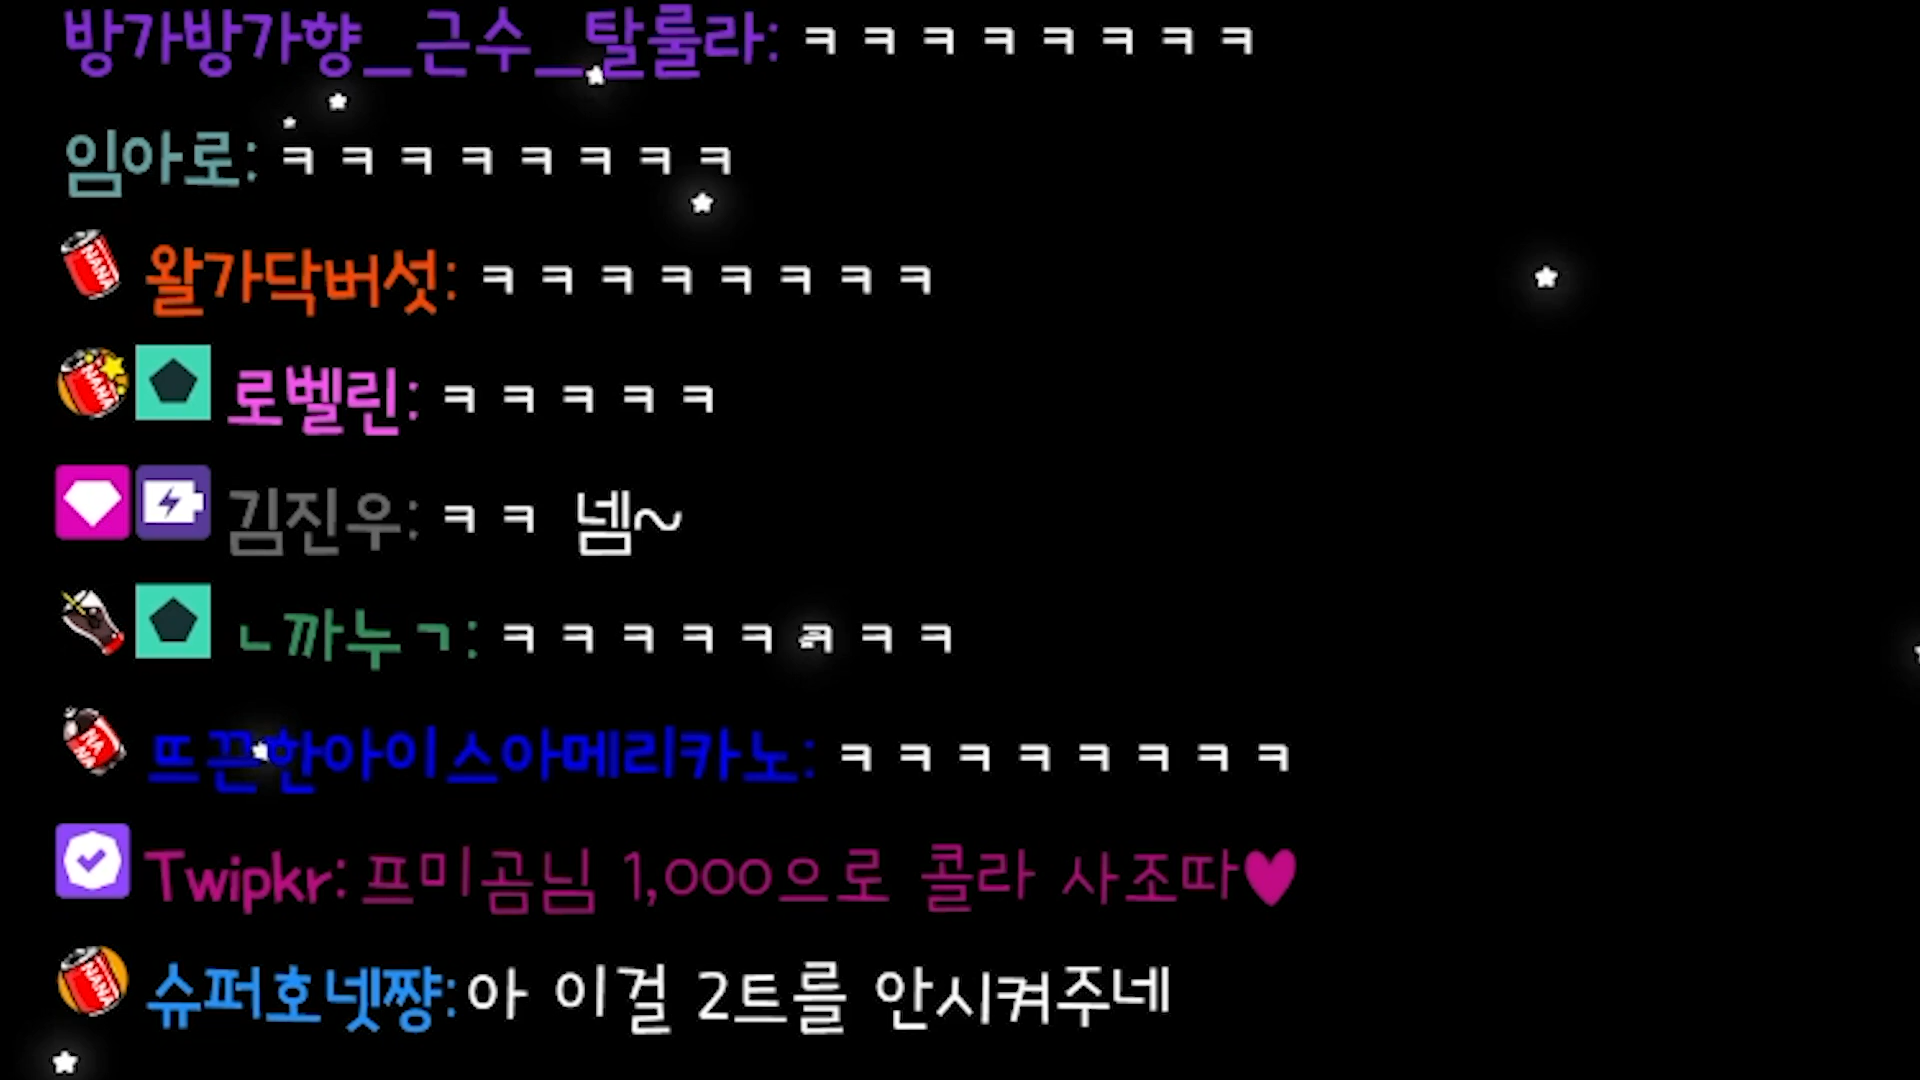 방가방가향_근수_탈룰라: ㅋㅋㅋㅋㅋㅋㅋㅋ
임아로: ㅋㅋㅋㅋㅋㅋㅋㅋ
NANA 왈가닥버섯: ㅋㅋㅋㅋㅋㅋㅋㅋ
NANA 로벨린: ㅋㅋㅋㅋㅋ
김진우: ㅋㅋ 넴~
ㄴ까누ㄱ: ㅋㅋㅋㅋㅋㅋㅋㅋ
NANA 뜨끈한아이스아메리카노: ㅋㅋㅋㅋㅋㅋㅋㅋ
Twipkr: 프미곰님 1,000으로 콜라 사조따♥
NANA 슈퍼호넷쨩: 아 이걸 2트를 안시켜주네